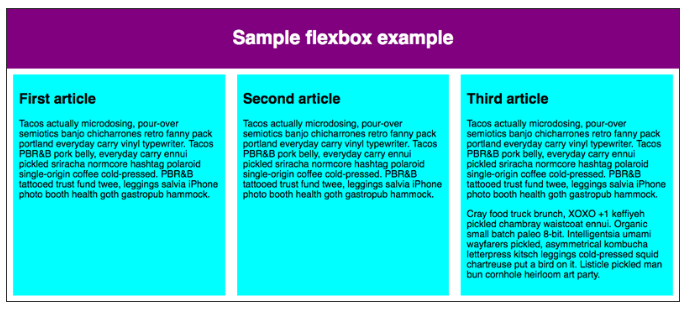 Sample flexbox example
First article
Tacos actually microdosing, pour-over
semiotics banjo chicharrones retro fanny pack
portland everyday carry vinyl typewriter. Tacos
PBR&B pork belly, everyday carry ennui
pickled sriracha normcore hashtag polaroid
single-origin coffee cold-pressed. PBR&B
tattooed trust fund twee, leggings salvia iPhone
photo booth health goth gastropub hammock.
Second article
Tacos actually microdosing, pour-over
semiotics banjo chicharrones retro fanny pack
portland everyday carry vinyl typewriter. Tacos
PBR&B pork belly, everyday carry ennui
pickled sriracha normcore hashtag polaroid
single-origin coffee cold-pressed. PBR&B
tattooed trust fund twee, leggings salvia iPhone
photo booth health goth gastropub hammock.
Third article
Tacos actually microdosing, pour-over
semiotics banjo chicharrones retro fanny pack
portland everyday carry vinyl typewriter. Tacos
PBR&B pork belly, everyday carry ennui
pickled sriracha normcore hashtag polaroid
single-origin coffee cold-pressed. PBR&B
tattooed trust fund twee, leggings salvia iPhone
photo booth health goth gastropub hammock.
Cray food truck brunch, XOXO +1 keffiyeh
pickled chambray waistcoat ennui. Organic
small batch paleo 8-bit. Intelligentsia umami
wayfarers pickled, asymmetrical kombucha
letterpress kitsch leggings cold-pressed squid
chartreuse put a bird on it. Listicle pickled man
bun cornhole heirloom art party.